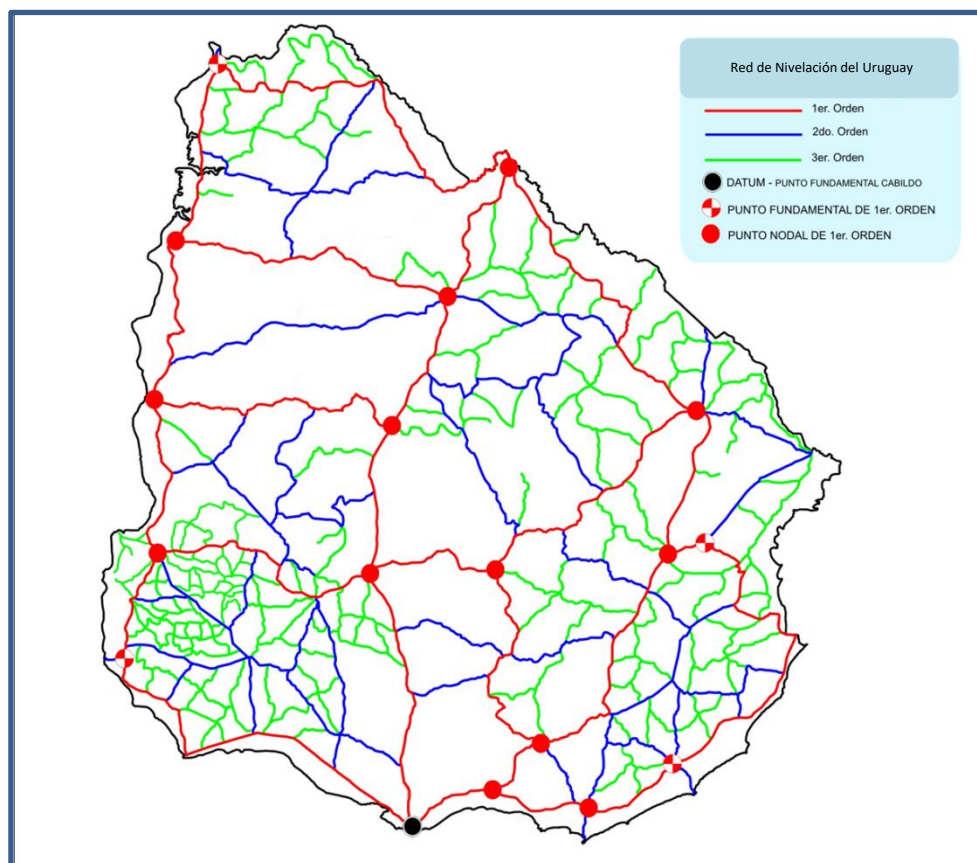 Red de Nivelación del Uruguay
1er. Orden
2do. Orden
3er. Orden
DATUM - PUNTO FUNDAMENTAL CABILDO
PUNTO FUNDAMENTAL DE 1er. ORDEN
PUNTO NODAL DE 1er. ORDEN